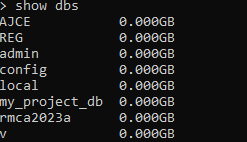 > show dbs
AJCE 0.000GB
REG 0.000GB
admin 0.000GB
config 0.000GB
local 0.000GB
my_project_db 0.000GB
rmca2023a 0.000GB
v 0.000GB